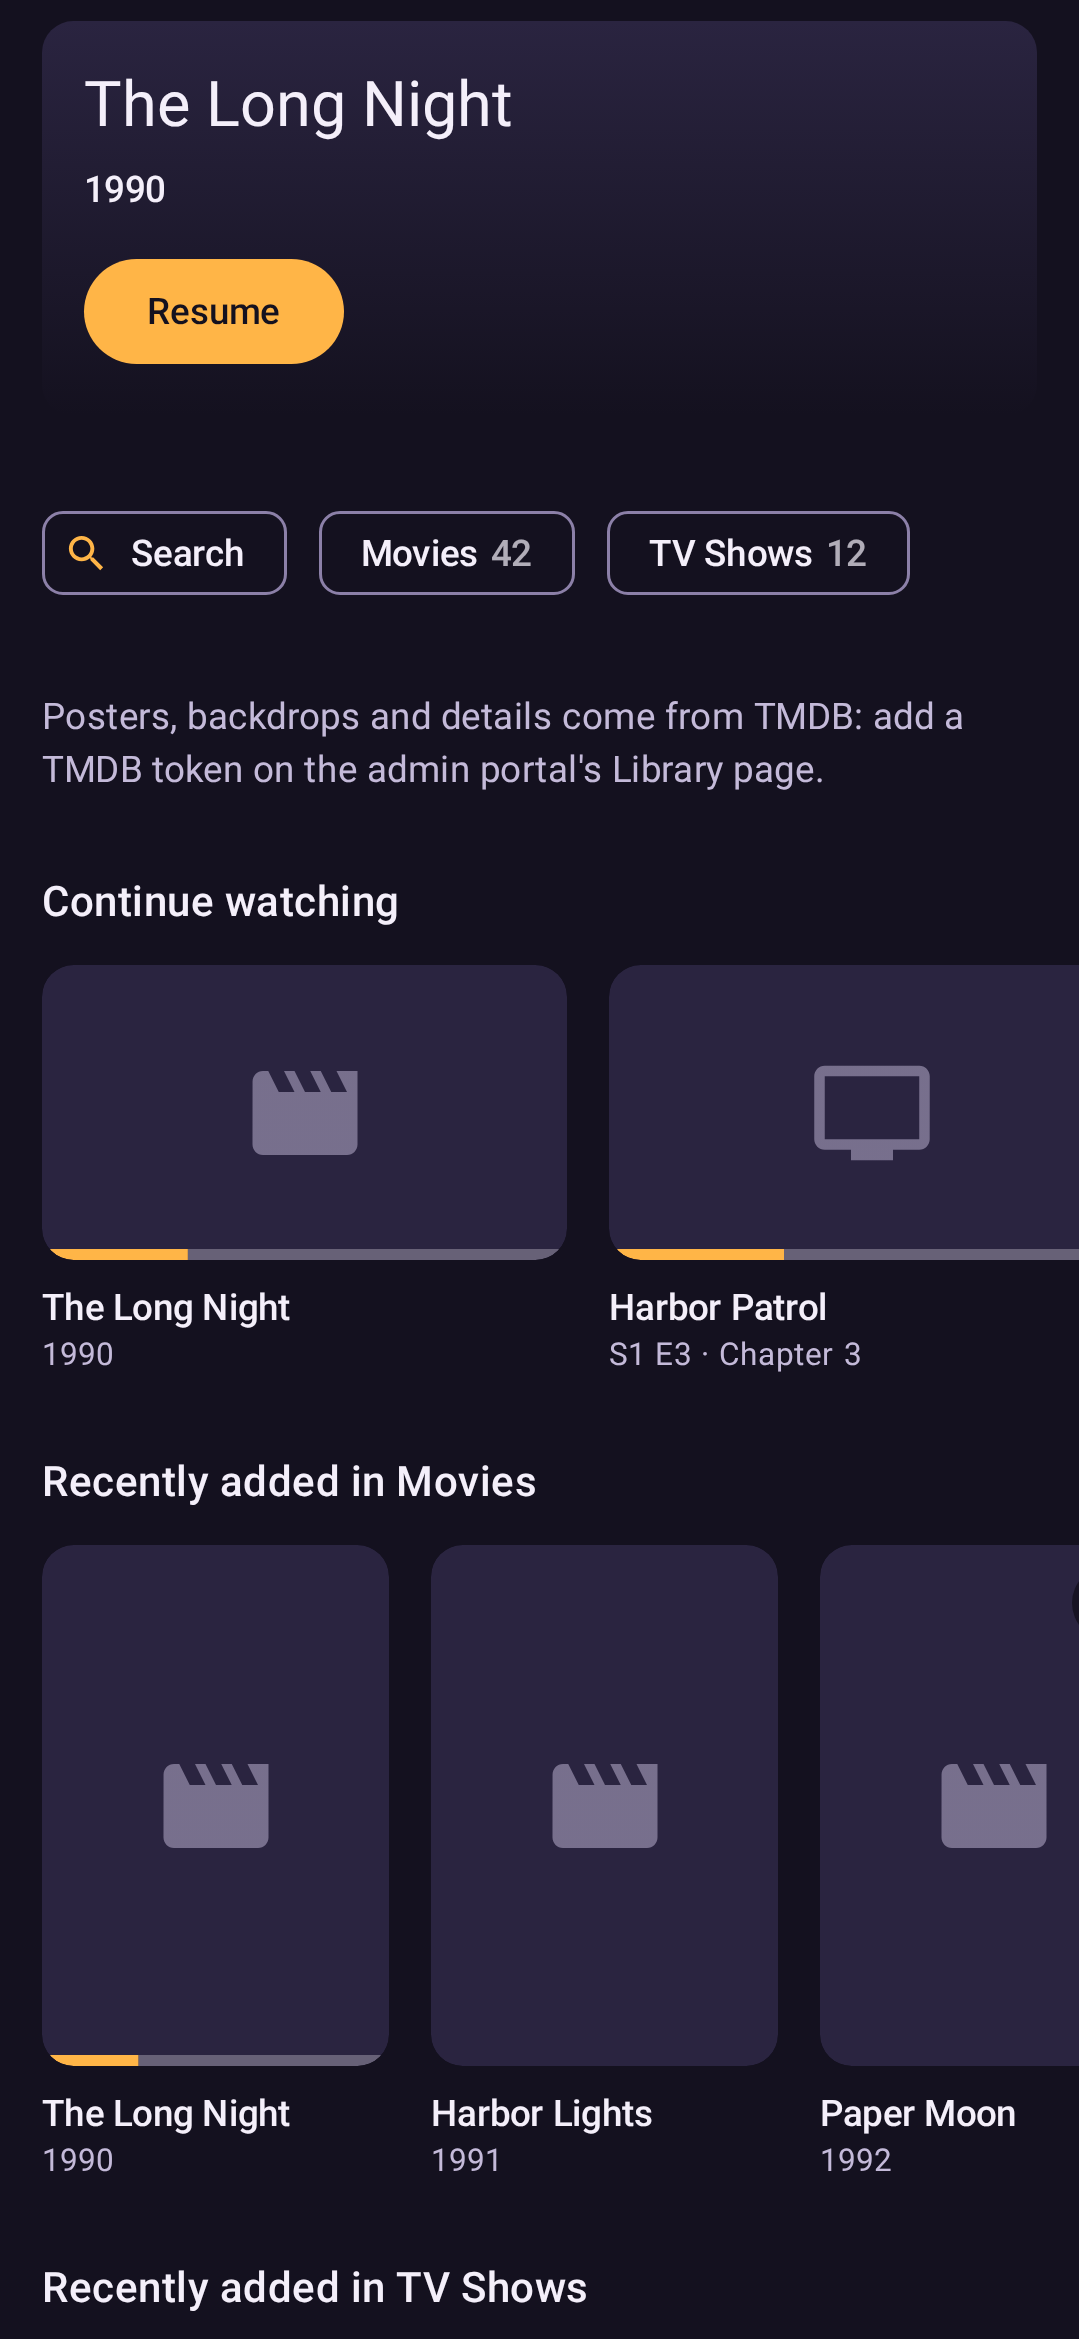 The Long Night
1990
Resume
Search
Movies 42
TV Shows 12
Posters, backdrops and details come from TMDB: add a
TMDB token on the admin portal's Library page.
Continue watching
The Long Night
1990
Harbor Patrol
S1 E3 · Chapter 3
Recently added in Movies
The Long Night
1990
Harbor Lights
1991
Paper Moon
1992
Recently added in TV Shows